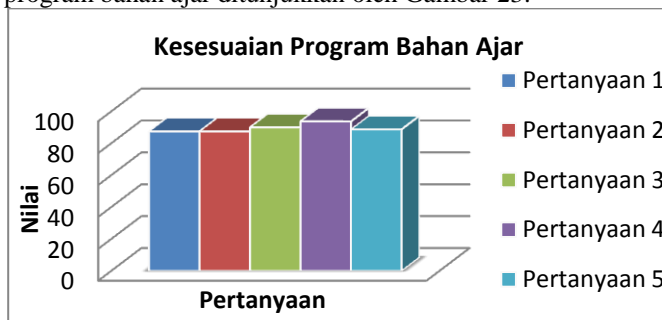 program bahan ajar ditunjukkan oleh Gambar 25.
Kesesuaian Program Bahan Ajar
100
80
60
40
20
0
Nilai
Pertanyaan
Pertanyaan 1
Pertanyaan 2
Pertanyaan 3
Pertanyaan 4
Pertanyaan 5